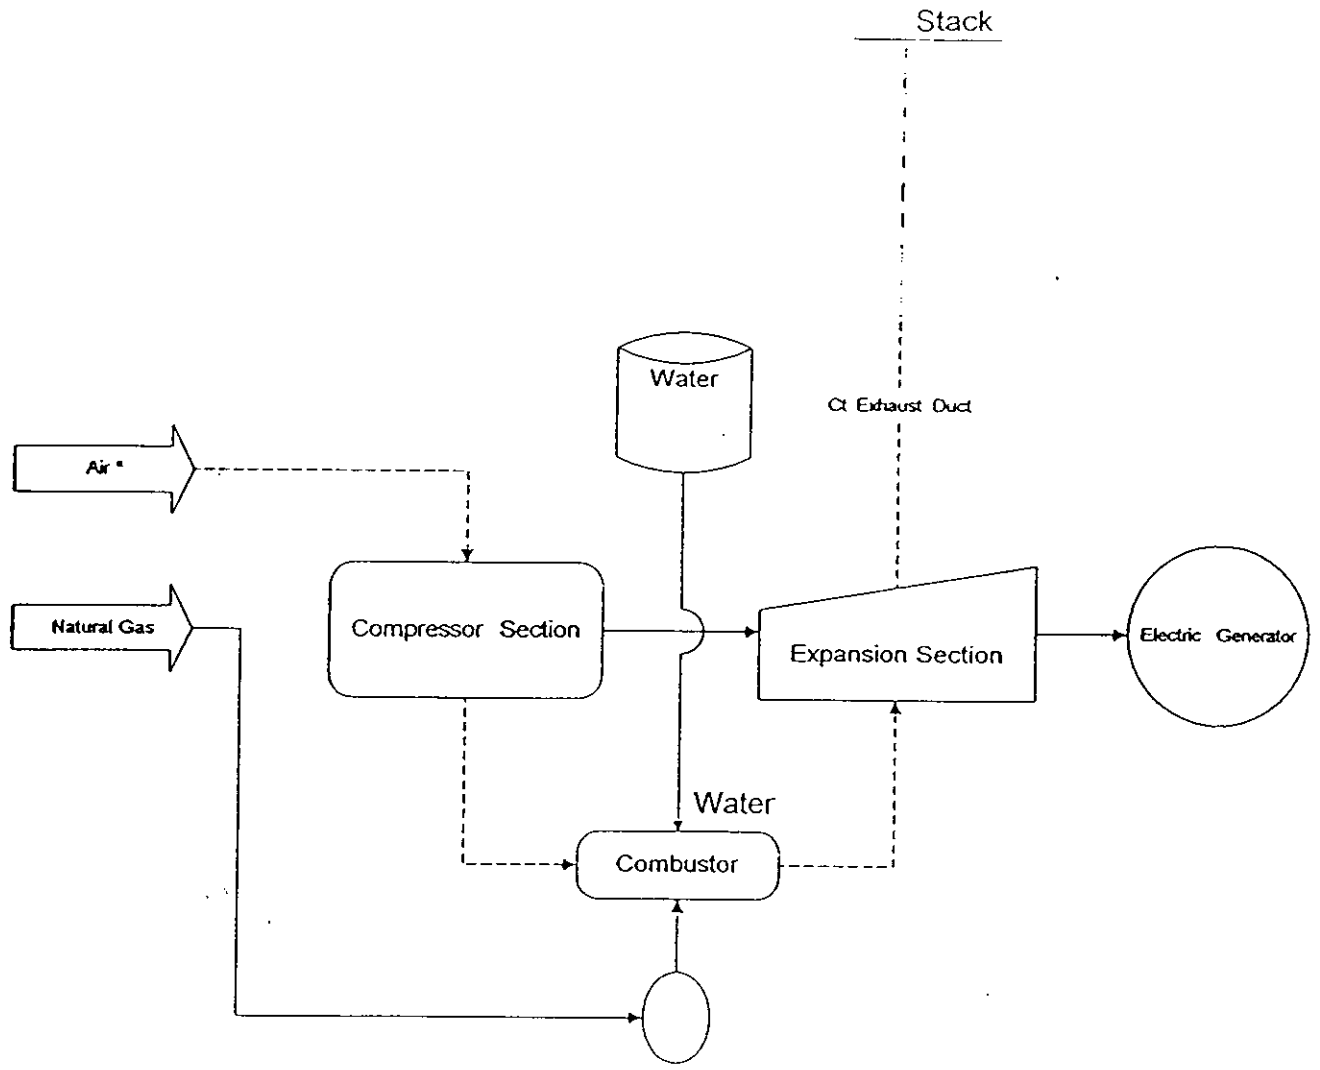 Stack
Water
Ct Exhaust Duct
Air *
Natural Gas
Compressor Section
Expansion Section
Electric Generator
Water
Combustor